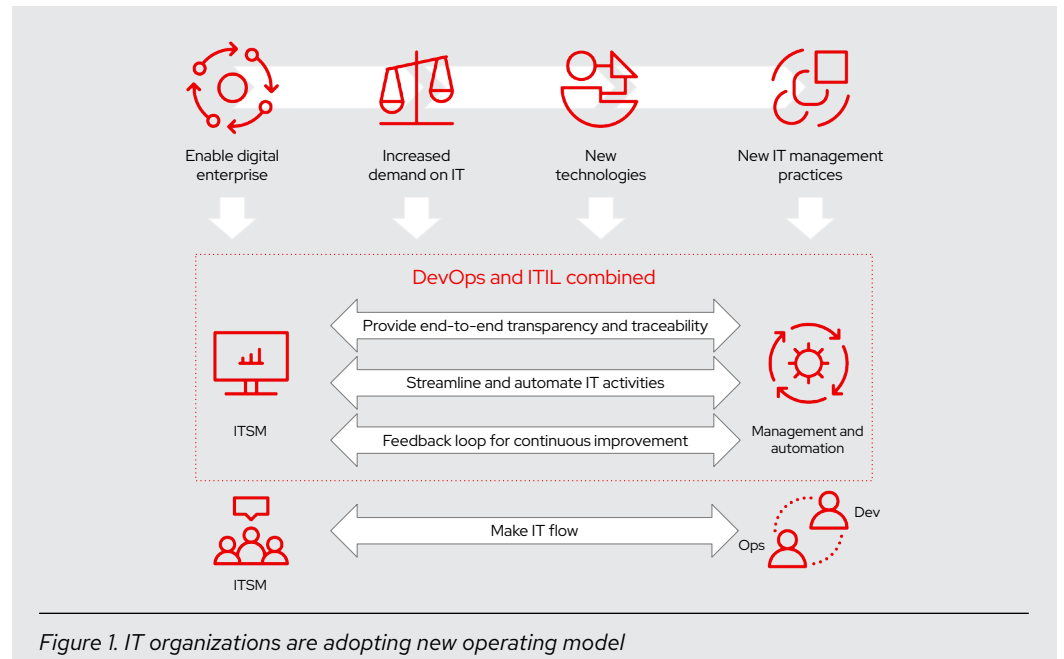 Enable digital
enterprise
Increased
demand on IT
New
technologies
New IT management
practices
DevOps and ITIL combined
Provide end-to-end transparency and traceability
Streamline and automate IT activities
Feedback loop for continuous improvement
ITSM
Management and
automation
Make IT flow
ITSM
Ops
Dev
Figure 1. IT organizations are adopting new operating model